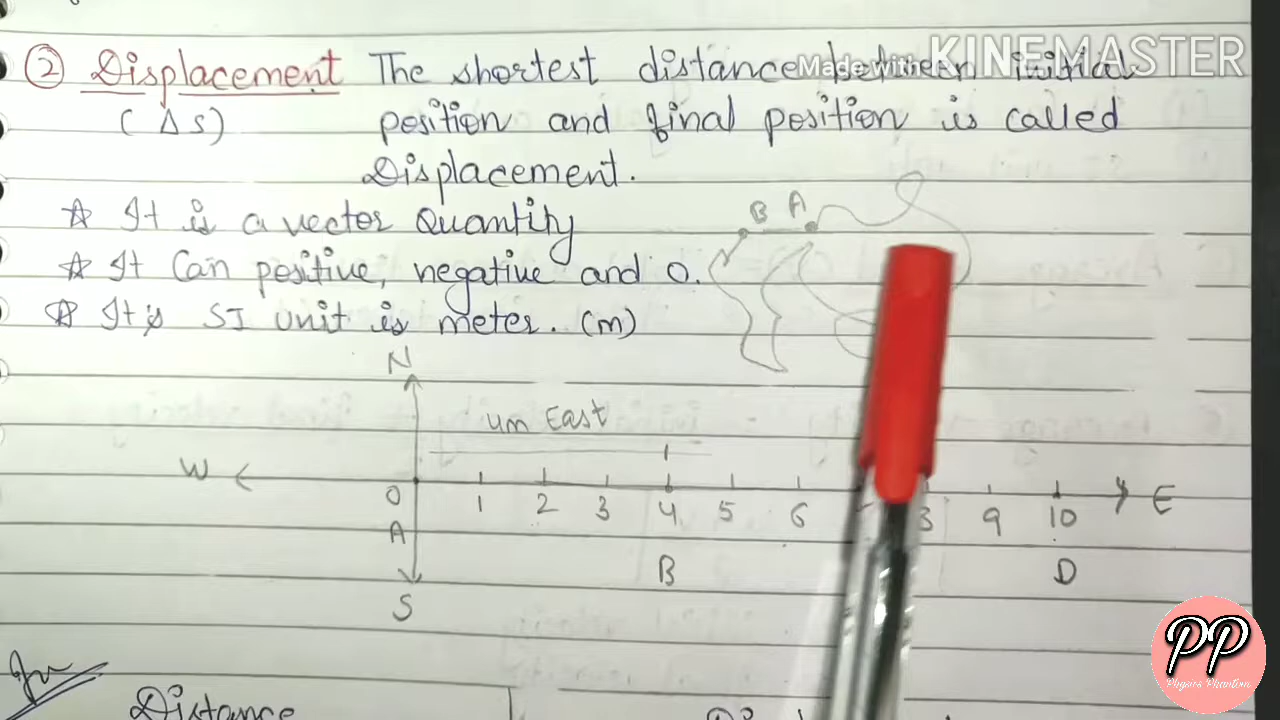 ② Displacement The shortest distance between initial
(Δs) position and final position is called
Displacement.
☆ It is a vector Quantity
☆ It Can positive, negative and 0.
☆ It's SI Unit is meter. (m)
B A
N
4m East
W E
0 1 2 3 4 5 6 8 9 10
A B D
S
Distance
Made with KINEMASTER
PP
Physics Phantom